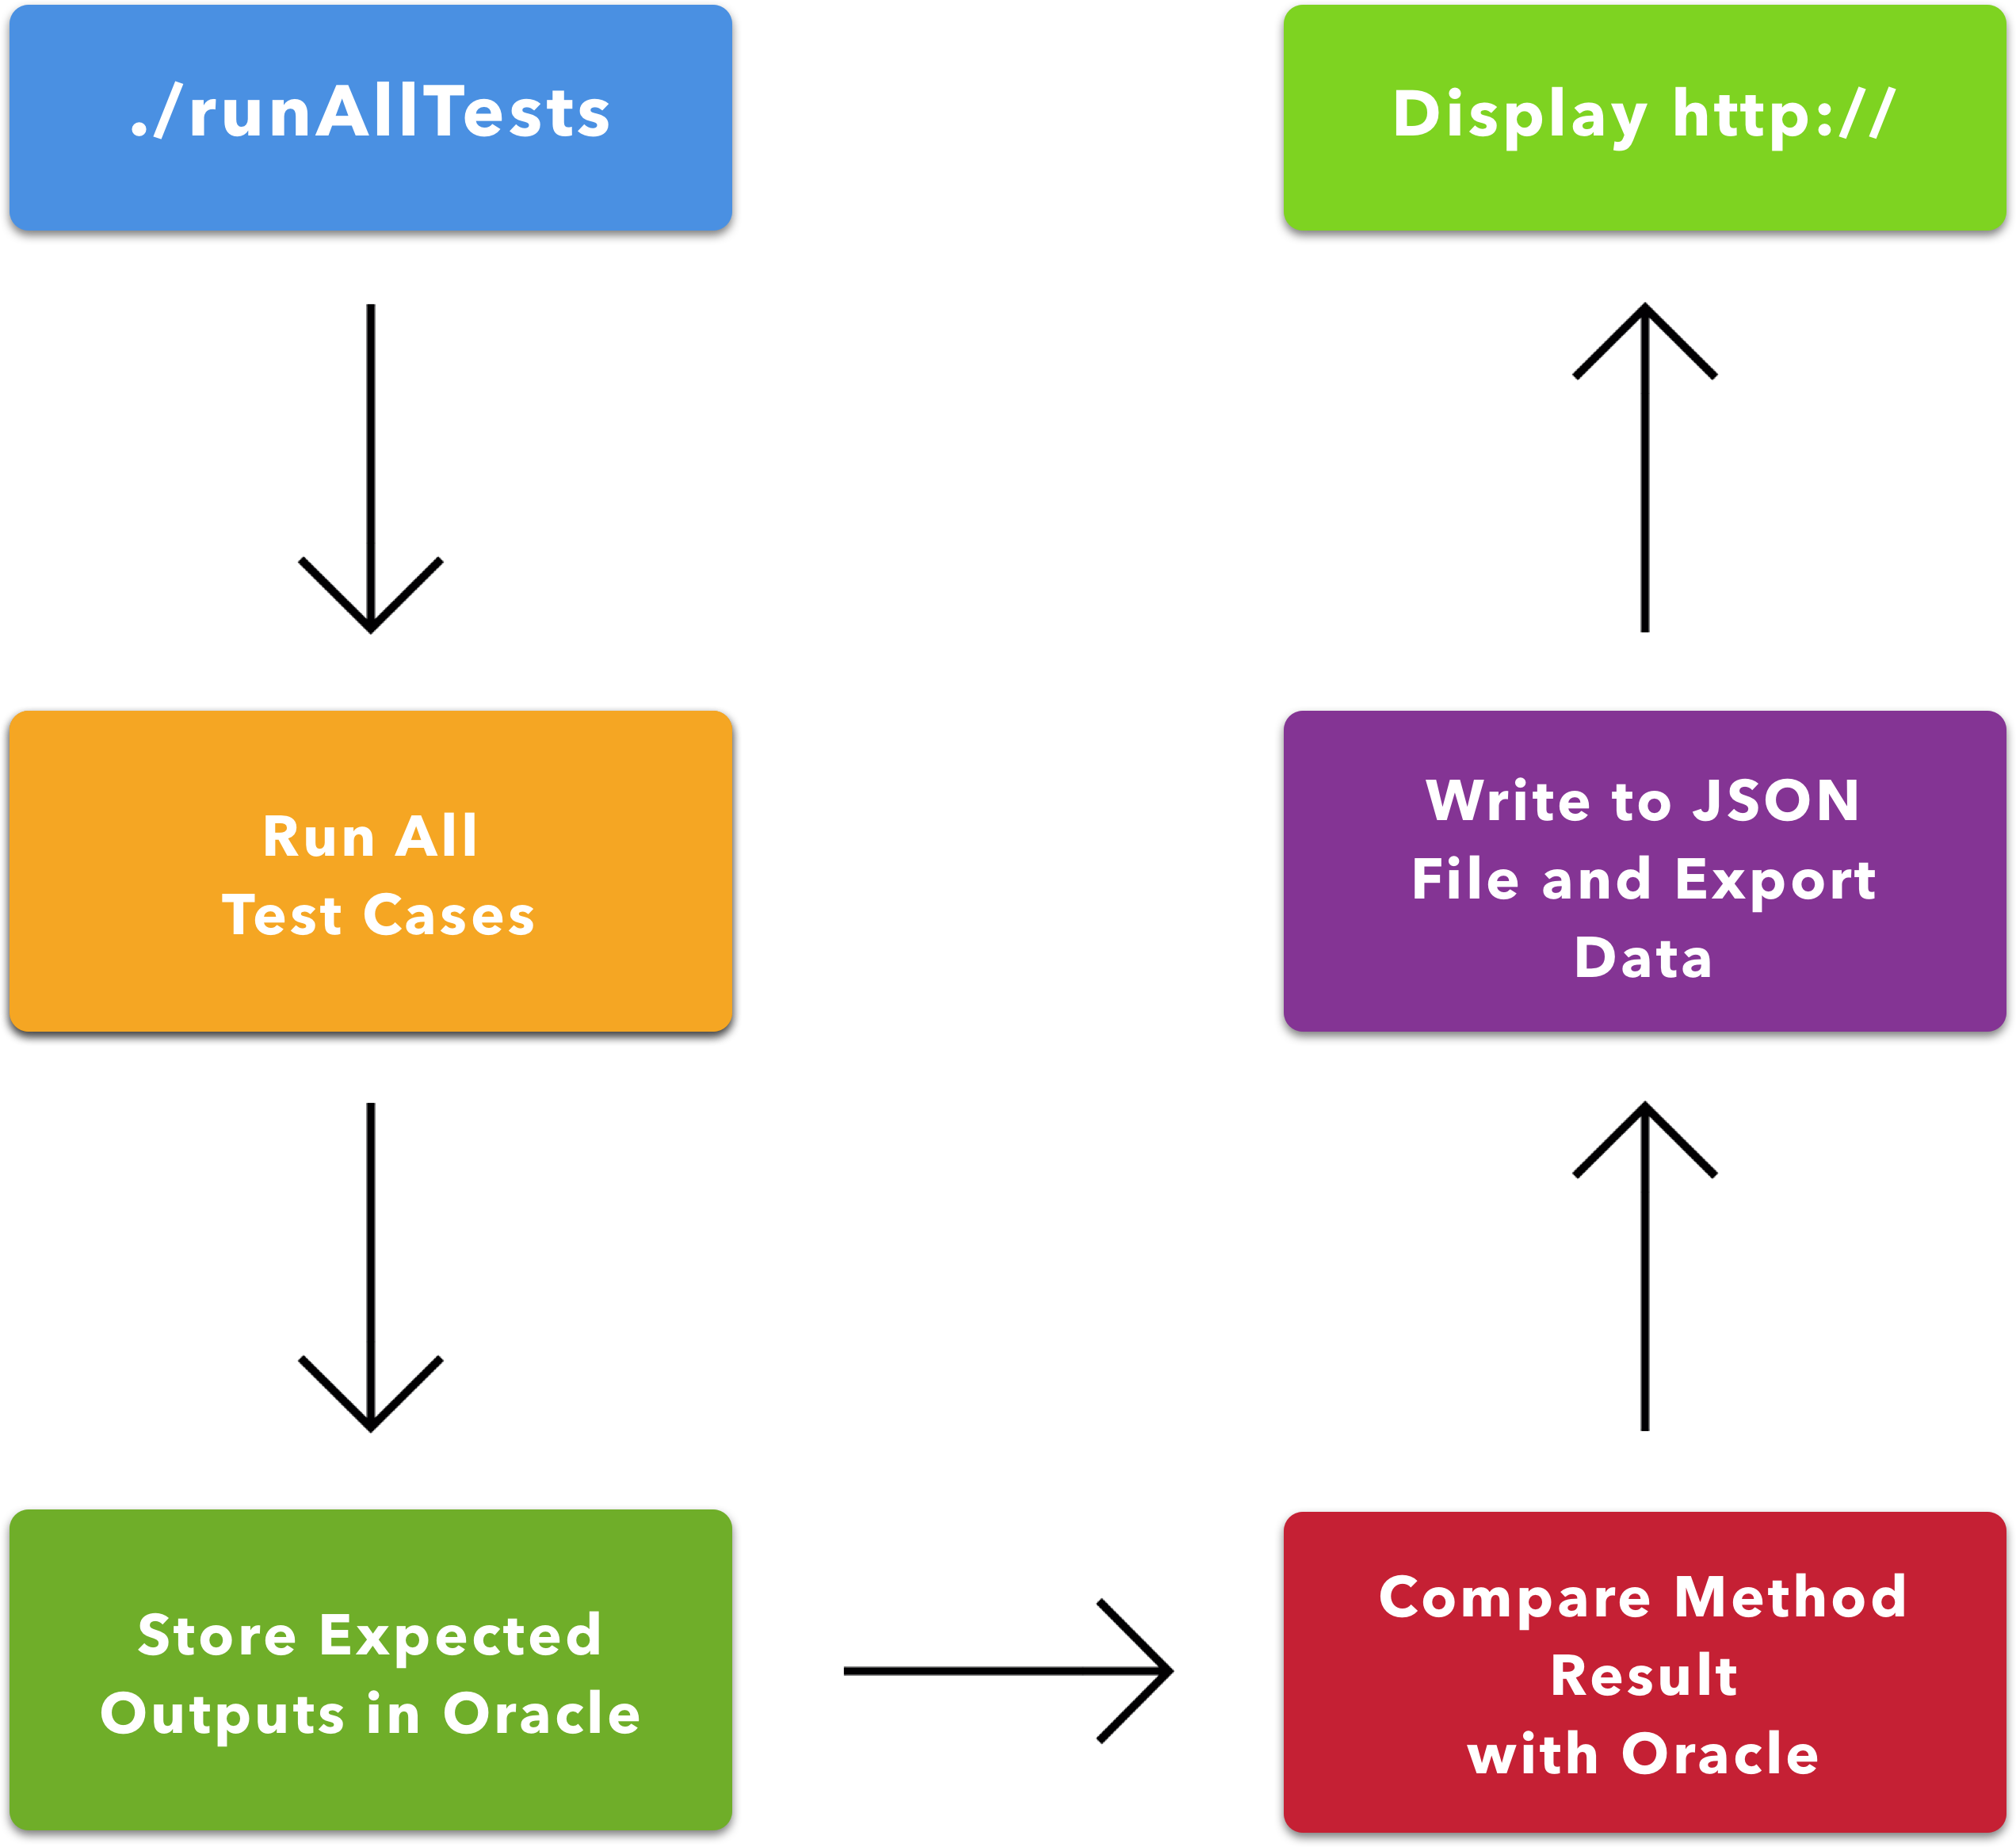 ./runAllTests
Display http://
Run All
Test Cases
Write to JSON
File and Export
Data
Store Expected
Outputs in Oracle
Compare Method
Result
with Oracle